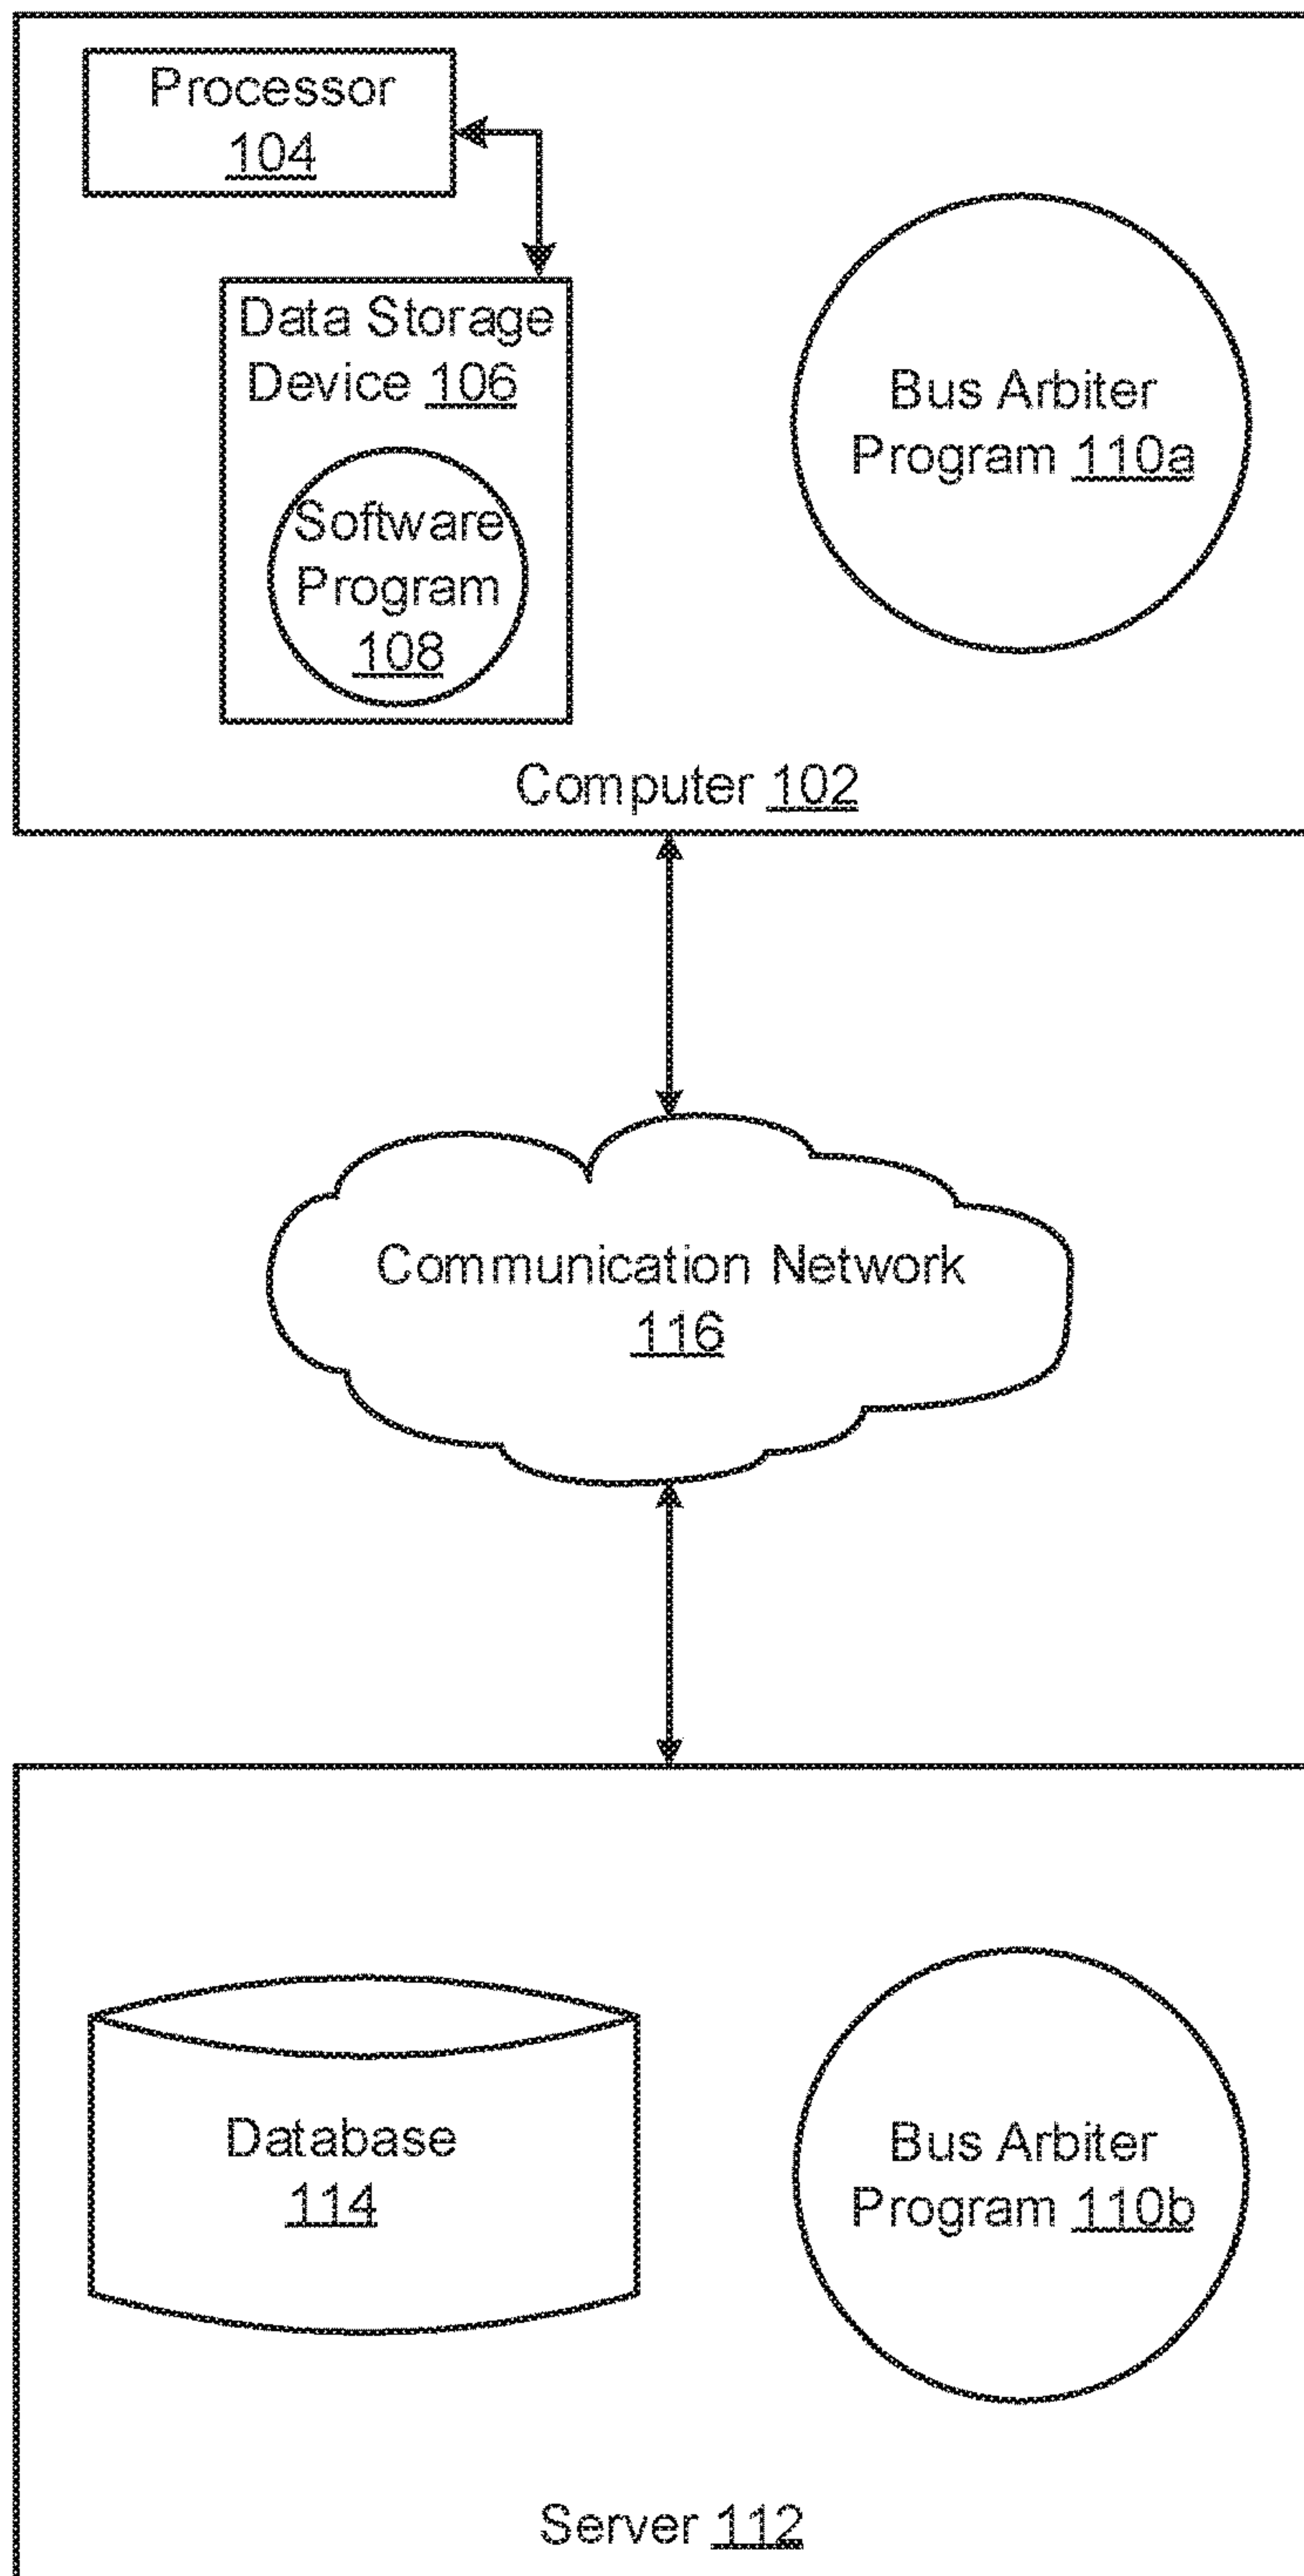 Processor
104
Data Storage
Device 106
Software
Program
108
Bus Arbiter
Program 110a
Computer 102
Communication Network
116
Database
114
Bus Arbiter
Program 110b
Server 112